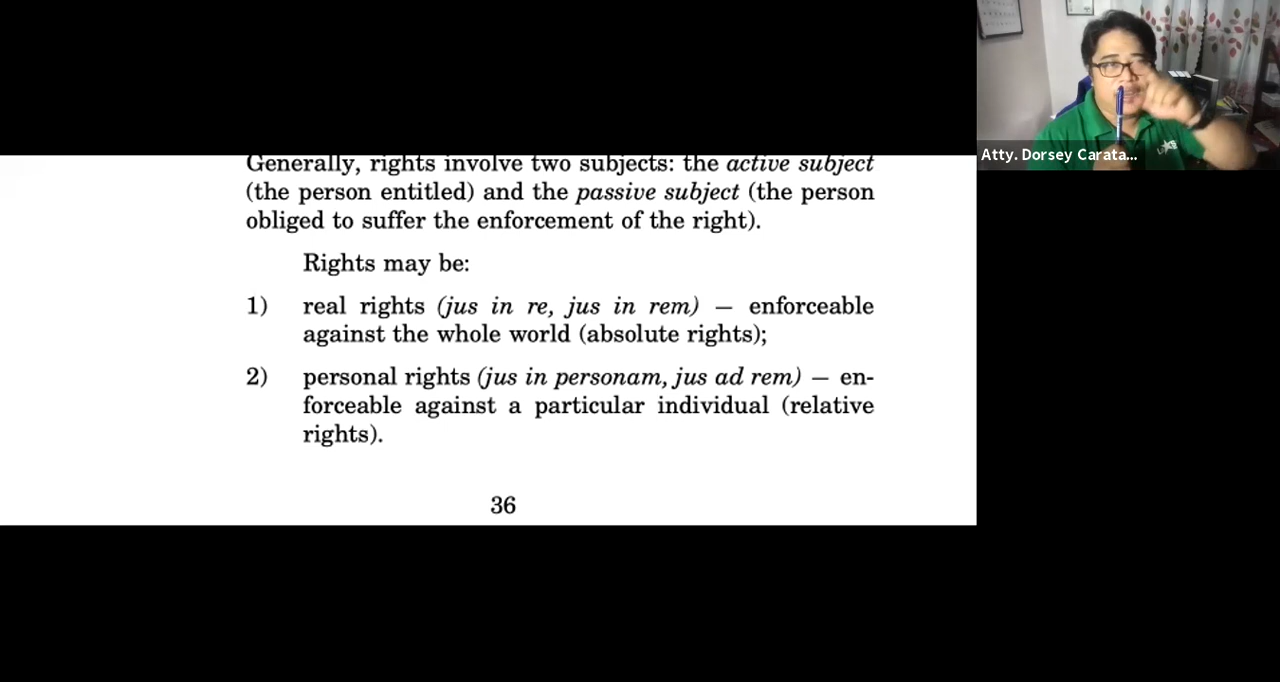 Generally, rights involve two subjects: the active subject
(the person entitled) and the passive subject (the person
obliged to suffer the enforcement of the right).
Rights may be:
1) real rights (jus in re, jus in rem) — enforceable
against the whole world (absolute rights);
2) personal rights (jus in personam, jus ad rem) — en-
forceable against a particular individual (relative
rights).
36
Atty. Dorsey Carata...